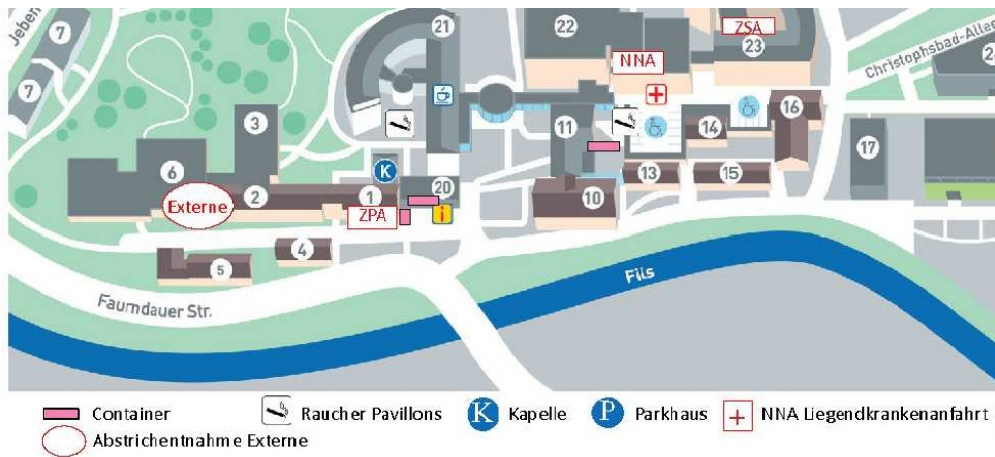 Jeben
7
7
21
22
ZSA
23
NNA
Christophsbad-Allee
3
16
11
14
17
6
K
Externe
2
1
20
ZPA
i
10
13
15
4
5
Fils
Faurndauer Str.
Container
Raucher Pavillons
K Kapelle
P Parkhaus
NNA Liegendkrankenanfahrt
Abstrichentnahme Externe